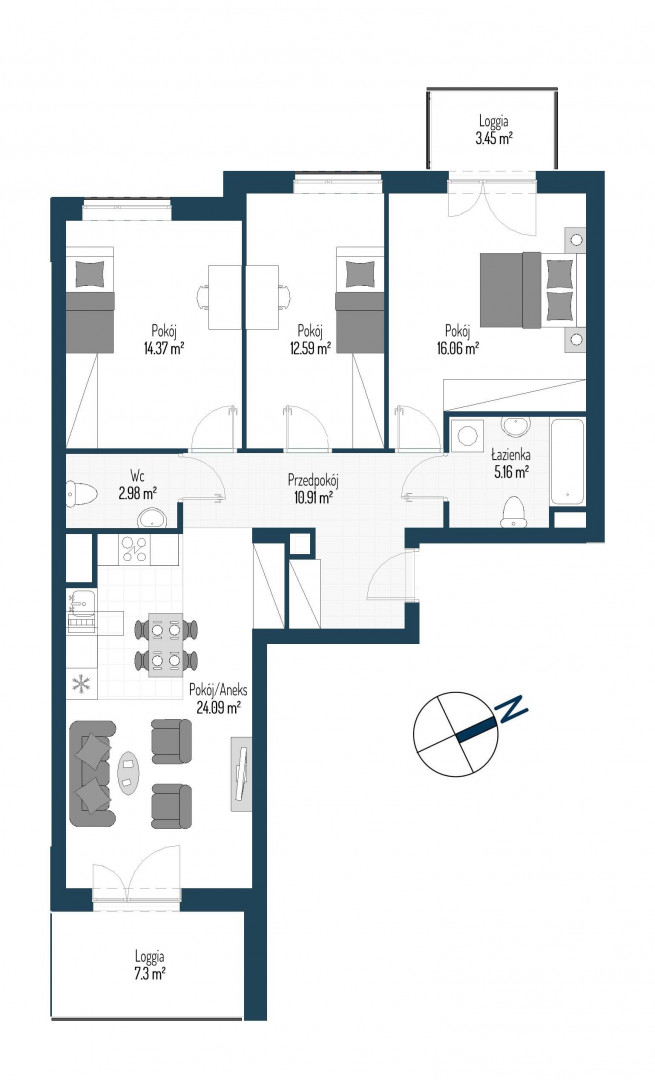 Loggia
3.45 m²
Pokój
14.37 m²
Pokój
12.59 m²
Pokój
16.06 m²
Wc
2.98 m²
Przedpokój
10.91 m²
Łazienka
5.16 m²
Pokój/Aneks
24.09 m²
N
Loggia
7.3 m²